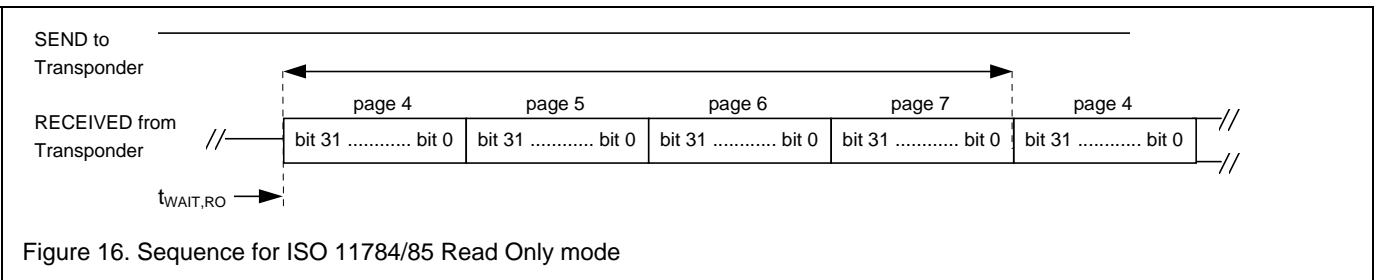 SEND to
Transponder
page 4 page 5 page 6 page 7 page 4
RECEIVED from
Transponder
// bit 31 ............ bit 0 bit 31 ............ bit 0 bit 31 ............ bit 0 bit 31 ............ bit 0 bit 31 ............ bit 0 //
//
tWAIT,RO
Figure 16. Sequence for ISO 11784/85 Read Only mode